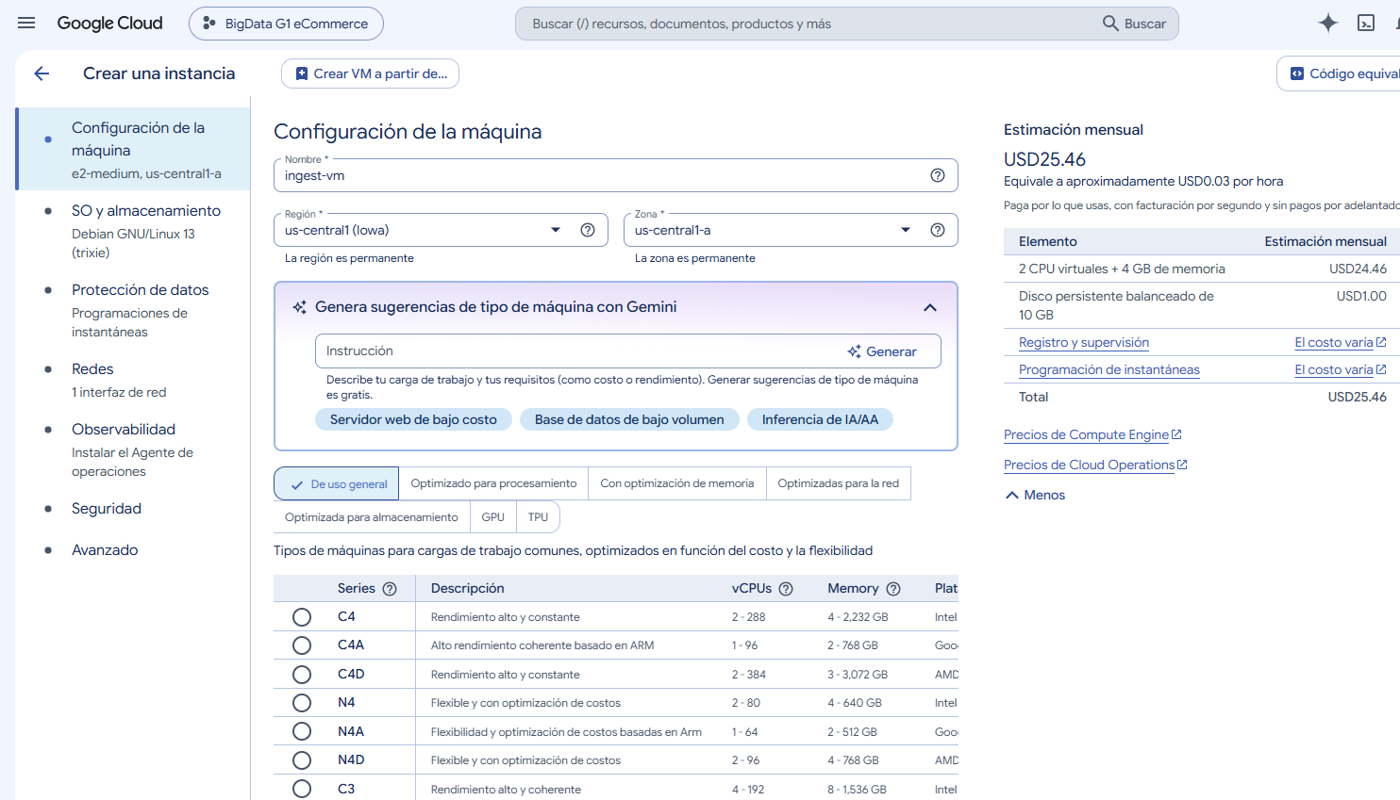 Google Cloud
BigData G1 eCommerce
Buscar (/) recursos, documentos, productos y más
Buscar
Crear una instancia
Crear VM a partir de...
Código equival
Configuración de la
máquina
e2-medium, us-central1-a
SO y almacenamiento
Debian GNU/Linux 13
(trixie)
Protección de datos
Programaciones de
instantáneas
Redes
1 interfaz de red
Observabilidad
Instalar el Agente de
operaciones
Seguridad
Avanzado
Configuración de la máquina
Nombre *
ingest-vm
Región *
us-central1 (Iowa)
La región es permanente
Zona *
us-central1-a
La zona es permanente
Genera sugerencias de tipo de máquina con Gemini
Instrucción
Generar
Describe tu carga de trabajo y tus requisitos (como costo o rendimiento). Generar sugerencias de tipo de máquina
es gratis.
Servidor web de bajo costo
Base de datos de bajo volumen
Inferencia de IA/AA
De uso general
Optimizado para procesamiento
Con optimización de memoria
Optimizadas para la red
Optimizada para almacenamiento
GPU
TPU
Tipos de máquinas para cargas de trabajo comunes, optimizados en función del costo y la flexibilidad
Series Descripción vCPUs Memory Plat
C4 Rendimiento alto y constante 2 - 288 4 - 2,232 GB Intel
C4A Alto rendimiento coherente basado en ARM 1 - 96 2 - 768 GB Goo
C4D Rendimiento alto y constante 2 - 384 3 - 3,072 GB AMD
N4 Flexible y con optimización de costos 2 - 80 4 - 640 GB Intel
N4A Flexibilidad y optimización de costos basadas en Arm 1 - 64 2 - 512 GB Goo
N4D Flexible y con optimización de costos 2 - 96 4 - 768 GB AMD
C3 Rendimiento alto y coherente 4 - 192 8 - 1,536 GB Intel
Estimación mensual
USD25.46
Equivale a aproximadamente USD0.03 por hora
Paga por lo que usas, con facturación por segundo y sin pagos por adelantado
Elemento Estimación mensual
2 CPU virtuales + 4 GB de memoria USD24.46
Disco persistente balanceado de USD1.00
10 GB
Registro y supervisión El costo varía
Programación de instantáneas El costo varía
Total USD25.46
Precios de Compute Engine
Precios de Cloud Operations
Menos